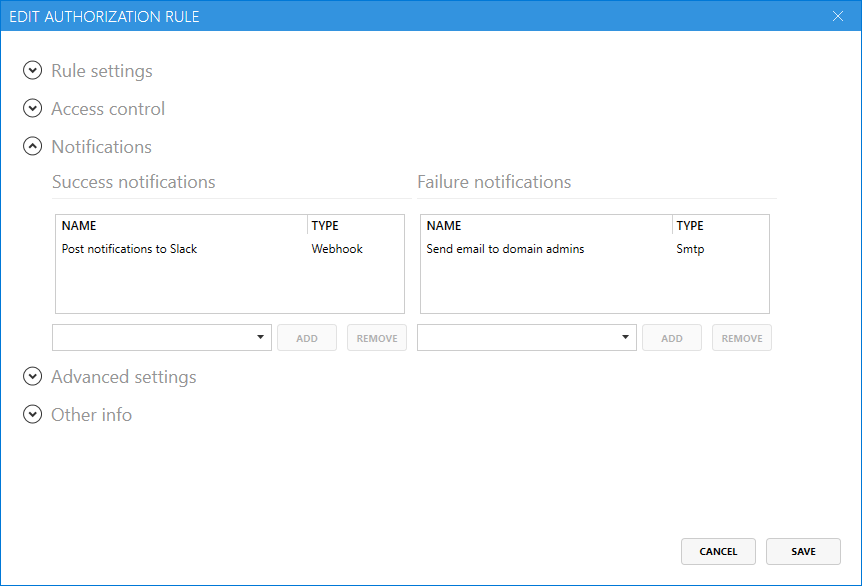 EDIT AUTHORIZATION RULE
Rule settings
Access control
Notifications
Success notifications Failure notifications
NAME TYPE NAME TYPE
Post notifications to Slack Webhook Send email to domain admins Smtp
ADD REMOVE ADD REMOVE
Advanced settings
Other info
CANCEL SAVE